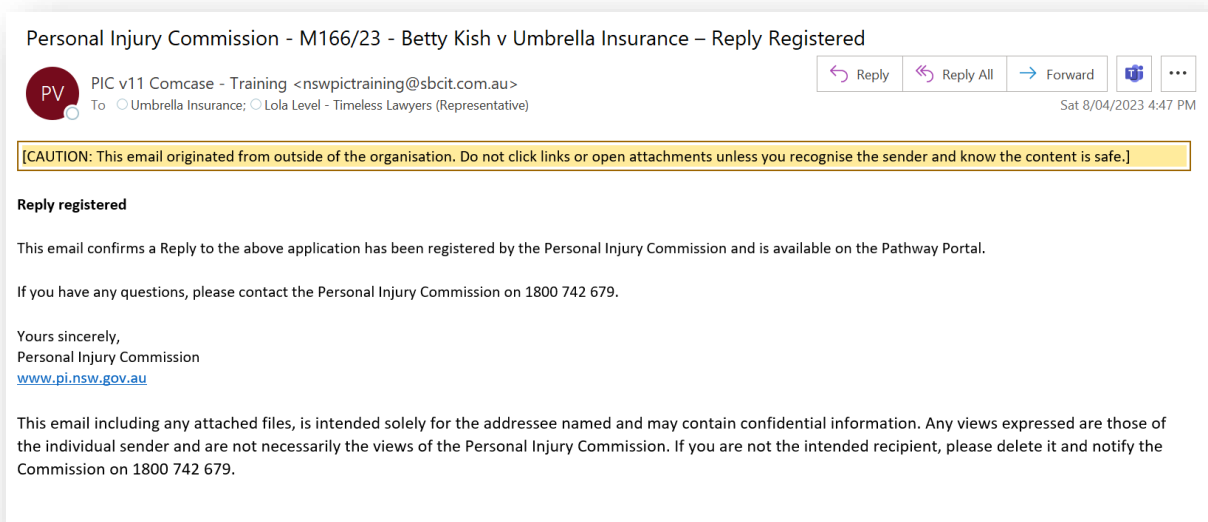 Personal Injury Commission - M166/23 - Betty Kish v Umbrella Insurance – Reply Registered
PV
PIC v11 Comcase - Training <nswpictraining@sbcit.com.au>
To Umbrella Insurance; Lola Level - Timeless Lawyers (Representative)
Reply
Reply All
Forward
Sat 8/04/2023 4:47 PM
[CAUTION: This email originated from outside of the organisation. Do not click links or open attachments unless you recognise the sender and know the content is safe.]
Reply registered
This email confirms a Reply to the above application has been registered by the Personal Injury Commission and is available on the Pathway Portal.
If you have any questions, please contact the Personal Injury Commission on 1800 742 679.
Yours sincerely,
Personal Injury Commission
www.pi.nsw.gov.au
This email including any attached files, is intended solely for the addressee named and may contain confidential information. Any views expressed are those of
the individual sender and are not necessarily the views of the Personal Injury Commission. If you are not the intended recipient, please delete it and notify the
Commission on 1800 742 679.